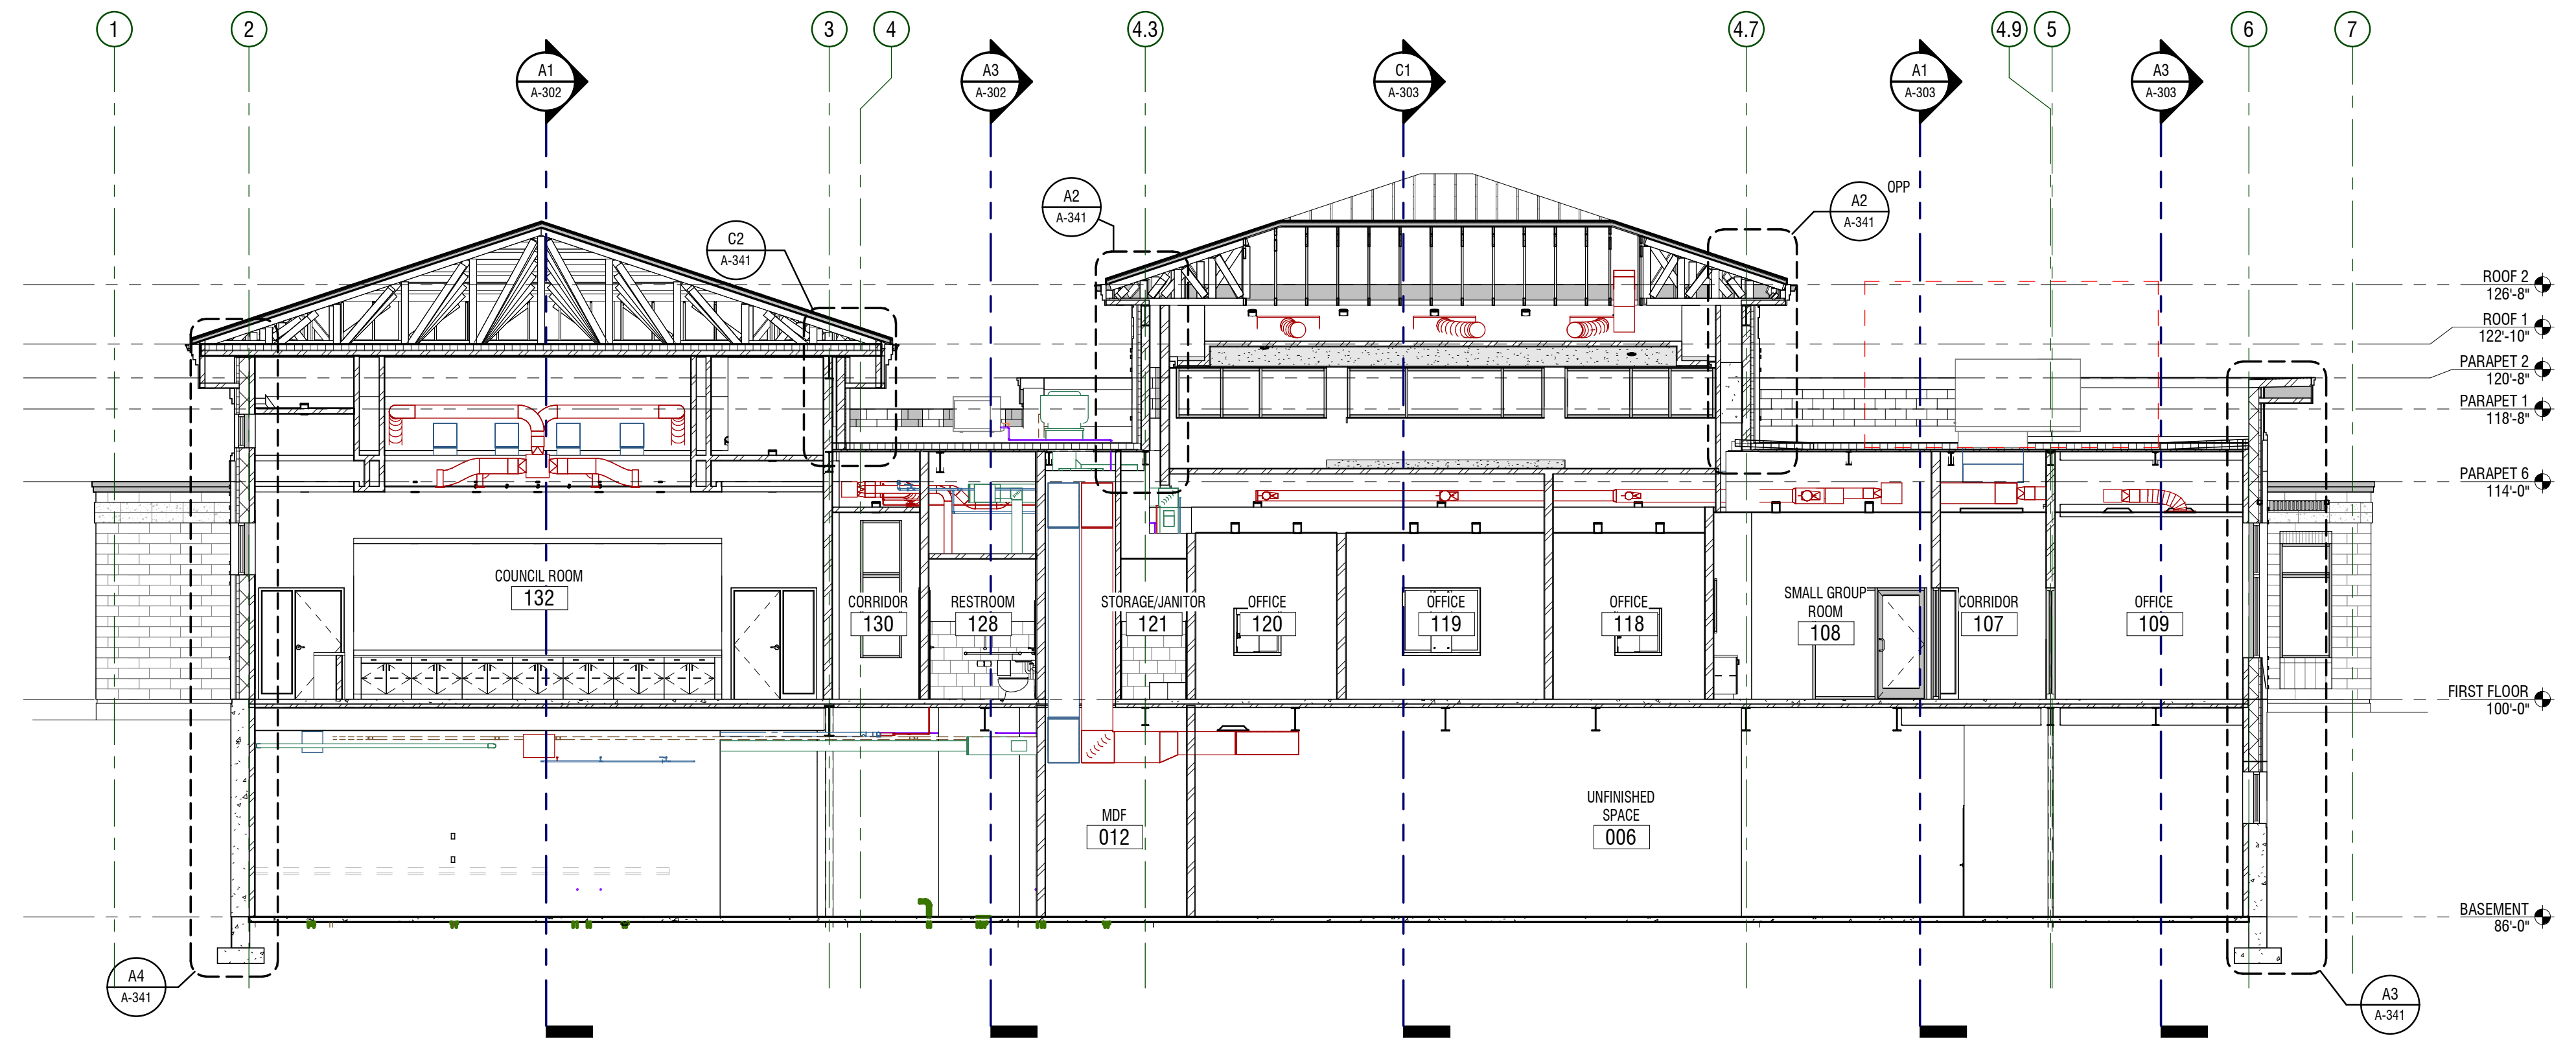 1
2
3
4
4.3
4.7
4.9
5
6
7
A1
A-302
A3
A-302
C1
A-303
A1
A-303
A3
A-303
A2
A-341
A2
A-341
OPP
C2
A-341
ROOF 2
126'-8"
ROOF 1
122'-10"
PARAPET 2
120'-8"
PARAPET 1
118'-8"
PARAPET 6
114'-0"
COUNCIL ROOM
132
CORRIDOR
130
RESTROOM
128
STORAGE/JANITOR
121
OFFICE
120
OFFICE
119
OFFICE
118
SMALL GROUP
ROOM
108
CORRIDOR
107
OFFICE
109
FIRST FLOOR
100'-0"
MDF
012
UNFINISHED
SPACE
006
BASEMENT
86'-0"
A4
A-341
A3
A-341